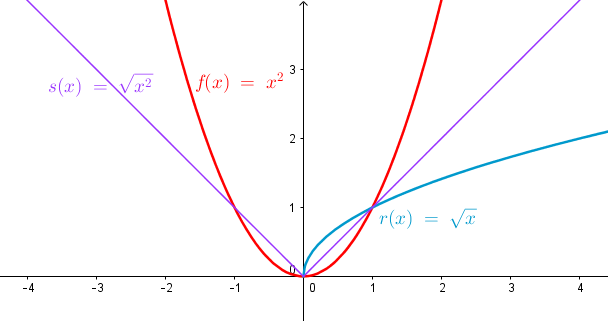 3
s(x) = √x²
f(x) = x²
2
1
r(x) = √x
0
-4 -3 -2 -1 0 1 2 3 4